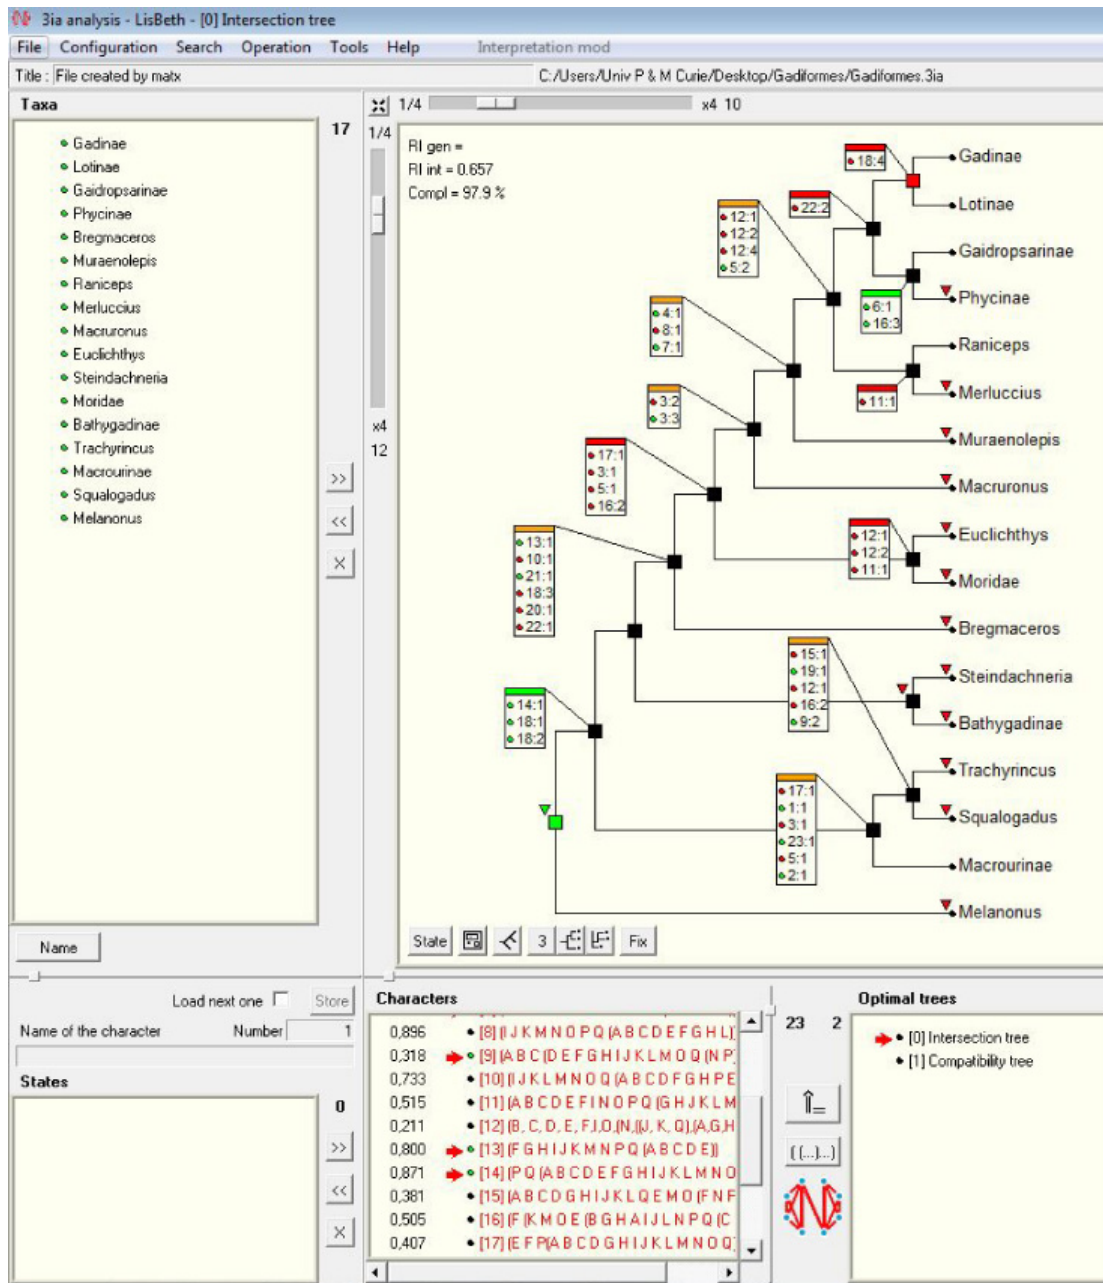 3ia analysis - LisBeth - [0] Intersection tree
File Configuration Search Operation Tools Help Interpretation mod
Title : File created by matx C:/Users/Univ P & M Curie/Desktop/Gadiformes/Gadiformes.3ia
Taxa
17
Gadinae
Lotinae
Gaidropsarinae
Phycinae
Bregmaceros
Muraenolepis
Raniceps
Merluccius
Macruronus
Euclichthys
Steindachneria
Moridae
Bathygadinae
Trachyrincus
Macrourinae
Squalogadus
Melanonus
>>
<<
X
Name
1/4 x4 10
1/4
x4
12
RI gen =
RI int = 0.657
Compl = 97.9 %
18:4
22:2
12:1
12:2
12:4
5:2
6:1
16:3
4:1
8:1
7:1
11:1
3:2
3:3
17:1
3:1
5:1
16:2
12:1
12:2
11:1
13:1
10:1
21:1
18:3
20:1
22:1
15:1
19:1
12:1
16:2
9:2
14:1
18:1
18:2
17:1
1:1
3:1
23:1
5:1
2:1
Gadinae
Lotinae
Gaidropsarinae
Phycinae
Raniceps
Merluccius
Muraenolepis
Macruronus
Euclichthys
Moridae
Bregmaceros
Steindachneria
Bathygadinae
Trachyrincus
Squalogadus
Macrourinae
Melanonus
State 3 Fix
Load next one Store
Name of the character Number 1
States
0
>>
<<
X
Characters
0,896 [8] (I J K M N O P Q (A B C D E F G H L)
0,318 [9] (A B C (D E F G H I J K L M O Q (N P
0,733 [10] (I J K L M N O Q (A B C D F G H P E
0,515 [11] (A B C D E F I N O P Q (G H J K L M
0,211 [12] (B, C, D, E, F, I, O, (N, ((J, K, Q), (A, G, H
0,800 [13] (F G H I J K M N P Q (A B C D E))
0,871 [14] (P Q (A B C D E F G H I J K L M N O
0,381 [15] (A B C D G H I J K L Q E M O (F N P
0,505 [16] (F (K M O E (B G H A I J L N P Q (C
0,407 [17] (E F P (A B C D G H I J K L M N O Q)
23 2
((...)...)
Optimal trees
[0] Intersection tree
[1] Compatibility tree